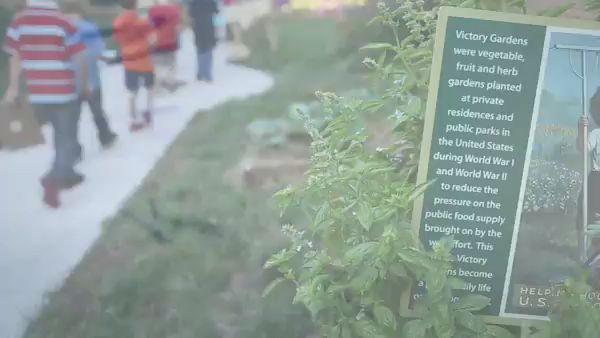 Victory Gardens
were vegetable,
fruit and herb
gardens planted
at private
residences and
public parks in
the United States
during World War I
and World War II
to reduce the
pressure on the
public food supply
brought on by the
This
Victory
become
life
HELP
U.S.